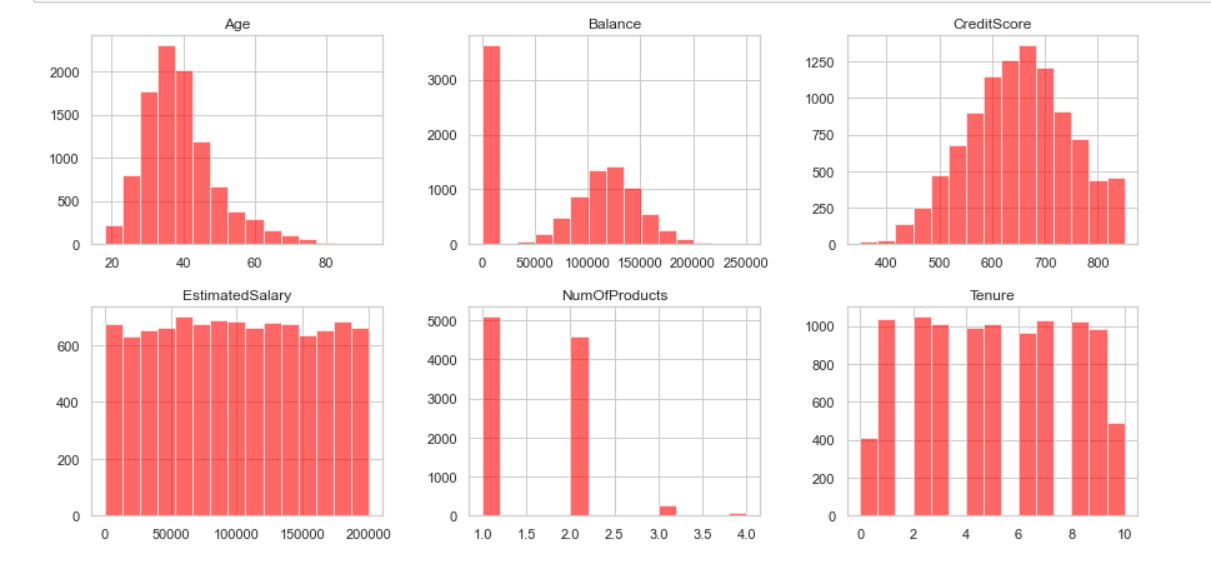 Age
2000
1500
1000
500
0
20 40 60 80
Balance
3000
2000
1000
0
0 50000 100000 150000 200000 250000
CreditScore
1250
1000
750
500
250
0
400 500 600 700 800
EstimatedSalary
600
400
200
0
0 50000 100000 150000 200000
NumOfProducts
5000
4000
3000
2000
1000
0
1.0 1.5 2.0 2.5 3.0 3.5 4.0
Tenure
1000
800
600
400
200
0
0 2 4 6 8 10